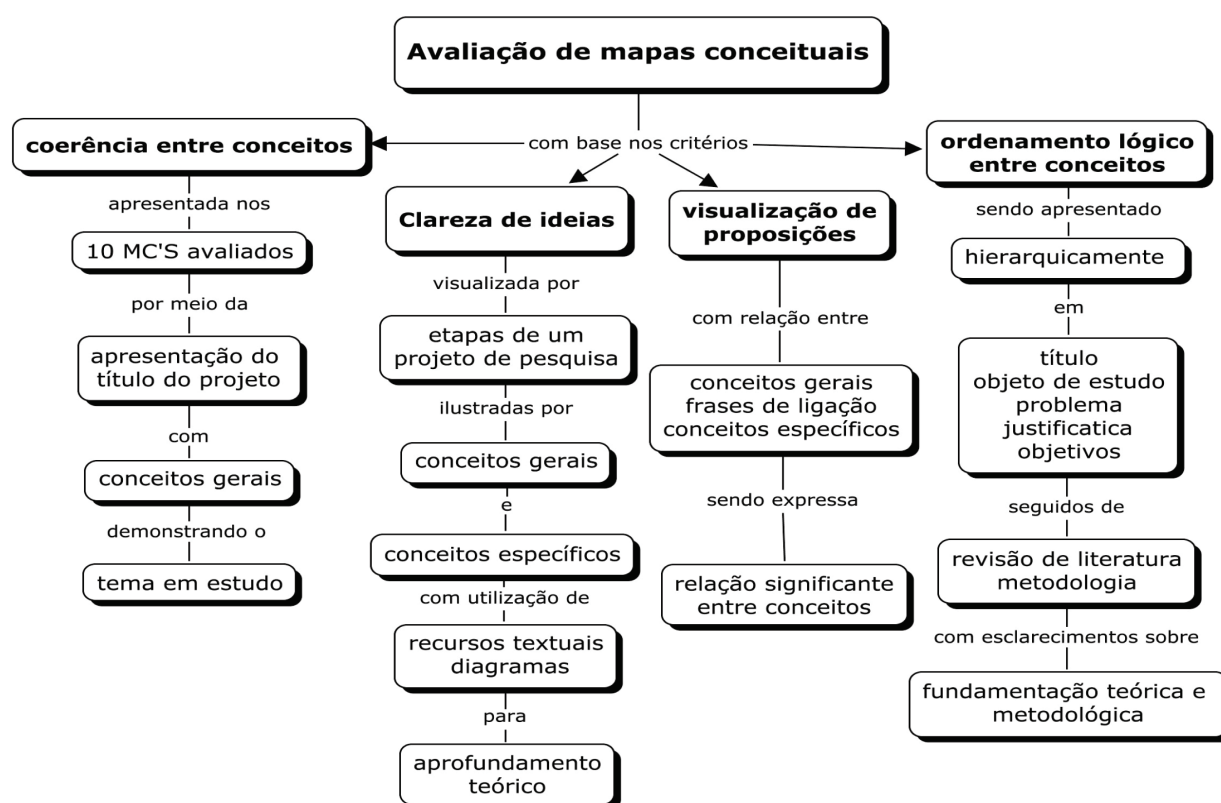 Avaliação de mapas conceituais
com base nos critérios
coerência entre conceitos
apresentada nos
10 MC'S avaliados
por meio da
apresentação do
título do projeto
com
conceitos gerais
demonstrando o
tema em estudo
Clareza de ideias
visualizada por
etapas de um
projeto de pesquisa
ilustradas por
conceitos gerais
e
conceitos específicos
com utilização de
recursos textuais
diagramas
para
aprofundamento
teórico
visualização de
proposições
com relação entre
conceitos gerais
frases de ligação
conceitos específicos
sendo expressa
relação significante
entre conceitos
ordenamento lógico
entre conceitos
sendo apresentado
hierarquicamente
em
título
objeto de estudo
problema
justificatica
objetivos
seguidos de
revisão de literatura
metodologia
com esclarecimentos sobre
fundamentação teórica e
metodológica